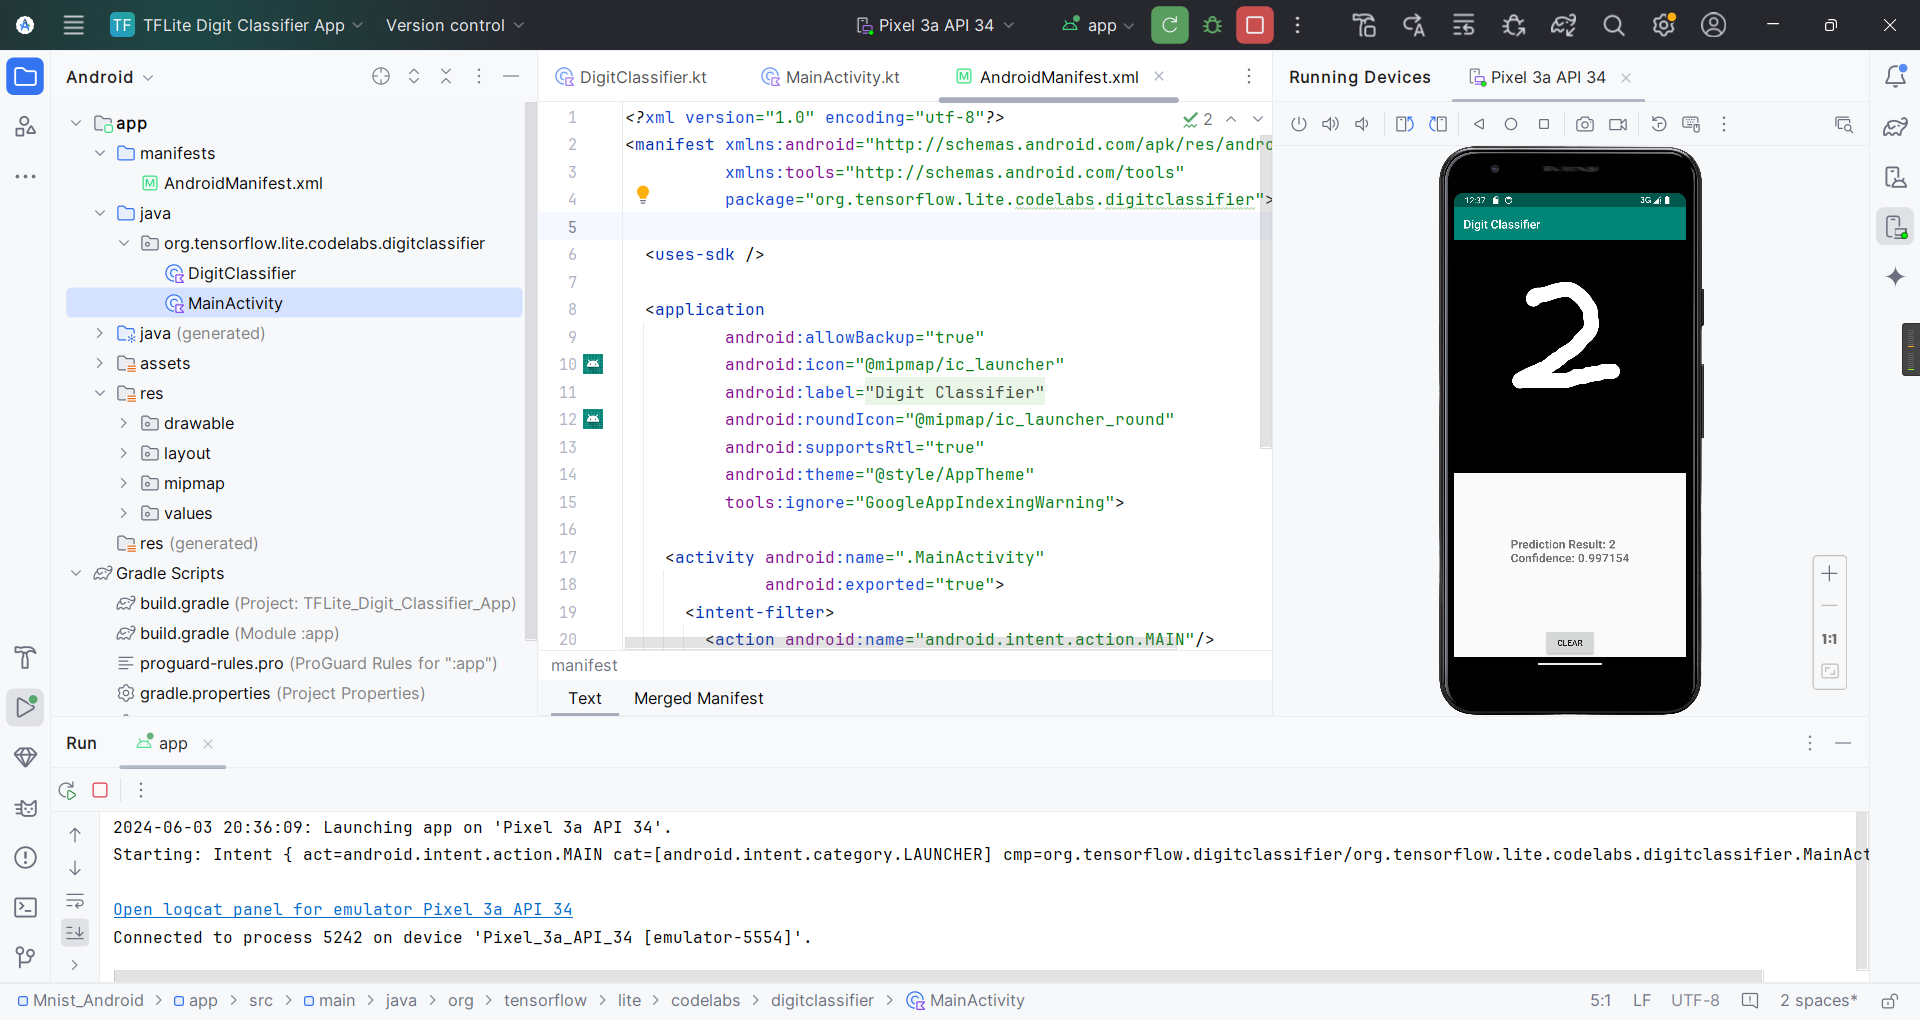 TF TFLite Digit Classifier App Version control Pixel 3a API 34 app
Android
app
manifests
AndroidManifest.xml
java
org.tensorflow.lite.codelabs.digitclassifier
DigitClassifier
MainActivity
java (generated)
assets
res
drawable
layout
mipmap
values
res (generated)
Gradle Scripts
build.gradle (Project: TFLite_Digit_Classifier_App)
build.gradle (Module :app)
proguard-rules.pro (ProGuard Rules for ":app")
gradle.properties (Project Properties)
DigitClassifier.kt MainActivity.kt AndroidManifest.xml
2
1 <?xml version="1.0" encoding="utf-8"?>
2 <manifest xmlns:android="http://schemas.android.com/apk/res/andro
3 xmlns:tools="http://schemas.android.com/tools"
4 package="org.tensorflow.lite.codelabs.digitclassifier">
5
6 <uses-sdk />
7
8 <application
9 android:allowBackup="true"
10 android:icon="@mipmap/ic_launcher"
11 android:label="Digit Classifier"
12 android:roundIcon="@mipmap/ic_launcher_round"
13 android:supportsRtl="true"
14 android:theme="@style/AppTheme"
15 tools:ignore="GoogleAppIndexingWarning">
16
17 <activity android:name=".MainActivity"
18 android:exported="true">
19 <intent-filter>
20 <action android:name="android.intent.action.MAIN"/>
manifest
Text Merged Manifest
Running Devices Pixel 3a API 34
12:37 3G
Digit Classifier
2
Prediction Result: 2
Confidence: 0.997154
CLEAR
1:1
Run app
2024-06-03 20:36:09: Launching app on 'Pixel 3a API 34'.
Starting: Intent { act=android.intent.action.MAIN cat=[android.intent.category.LAUNCHER] cmp=org.tensorflow.digitclassifier/org.tensorflow.lite.codelabs.digitclassifier.MainAct
Open logcat panel for emulator Pixel 3a API 34
Connected to process 5242 on device 'Pixel_3a_API_34 [emulator-5554]'.
Mnist_Android > app > src > main > java > org > tensorflow > lite > codelabs > digitclassifier > MainActivity
5:1 LF UTF-8 2 spaces*